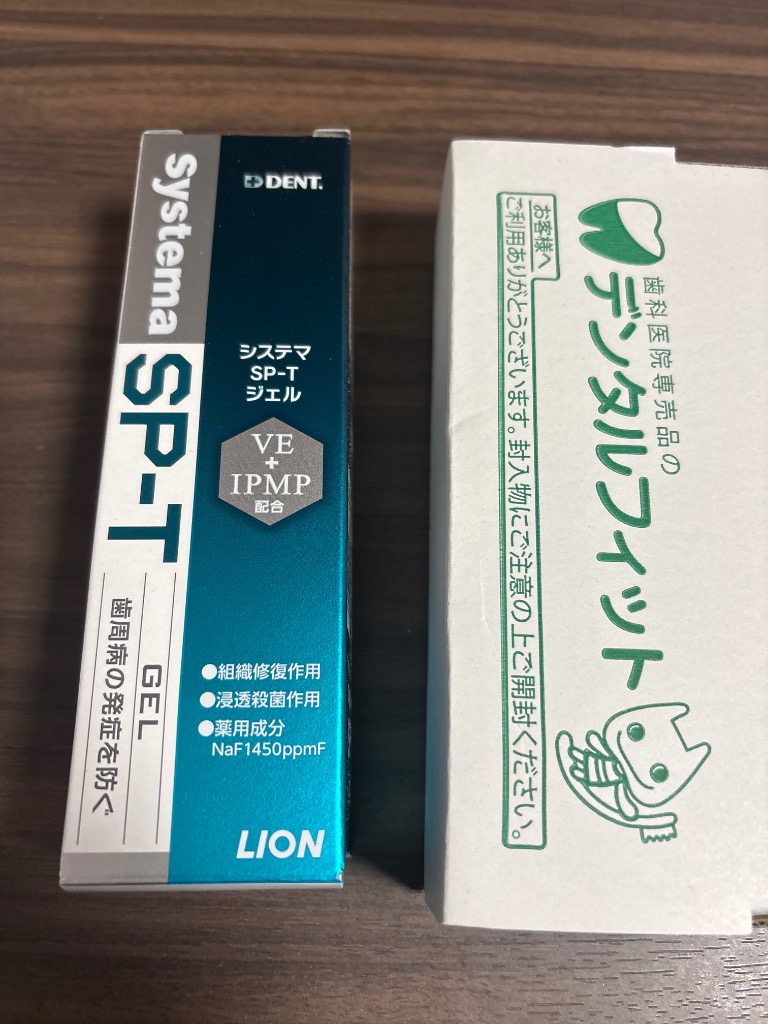 systema
SP-T
GEL
歯周病の発症を防ぐ
DENT.
システマ
SP-T
ジェル
VE
+
IPMP
配合
●組織修復作用
●浸透殺菌作用
●薬用成分
NaF1450ppmF
LION
歯科医院専売品の
デンタルフィット
お客様へ
ご利用ありがとうございます。封入物にご注意の上ご開封ください。